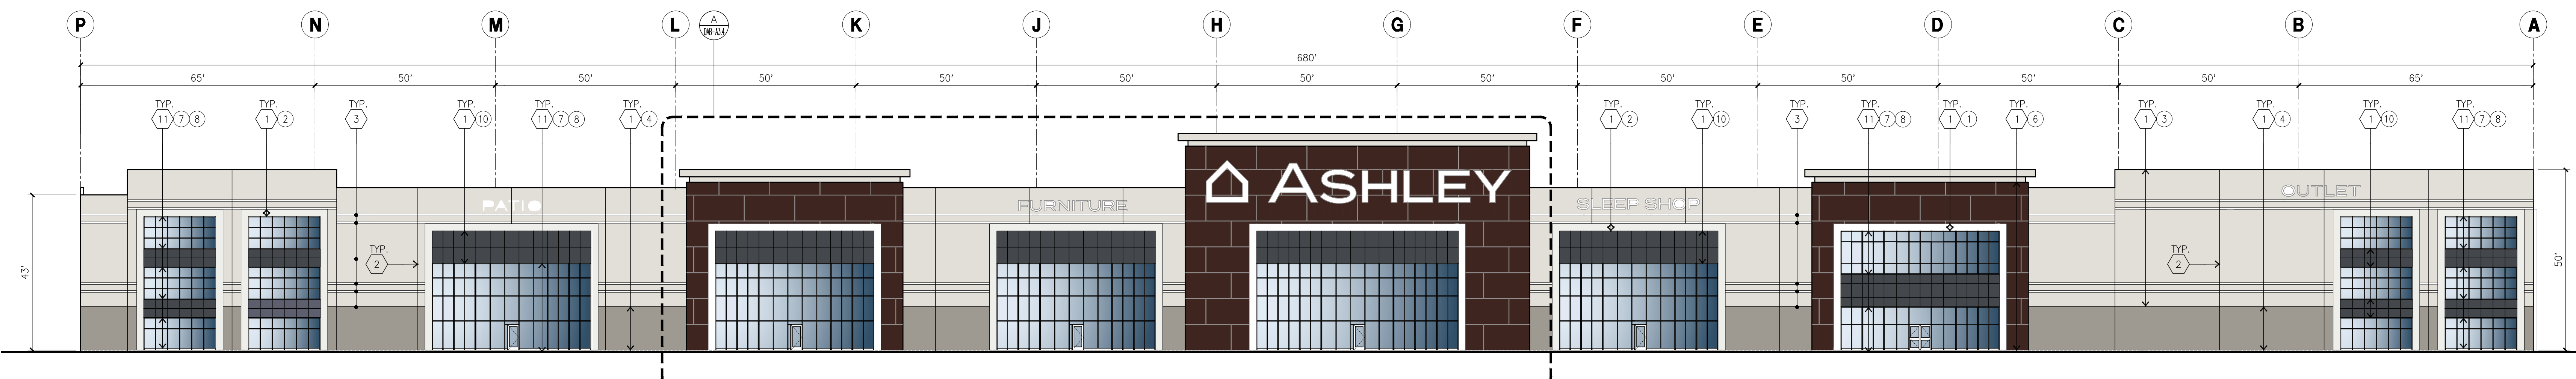 P N M L A K J H G F E D C B A
DAB-A3.4
680'
65' 50' 50' 50' 50' 50' 50' 50' 50' 50' 50' 50' 65'
TYP. TYP. TYP. TYP. TYP. TYP. TYP. TYP. TYP. TYP. TYP. TYP. TYP. TYP. TYP. TYP.
11 7 8 1 2 3 1 10 11 7 8 1 4 1 2 1 10 3 11 7 8 1 1 1 6 1 3 1 4 1 10 11 7 8
ASHLEY
PATIO FURNITURE SLEEP SHOP OUTLET
TYP. TYP.
2 2
43' 50'